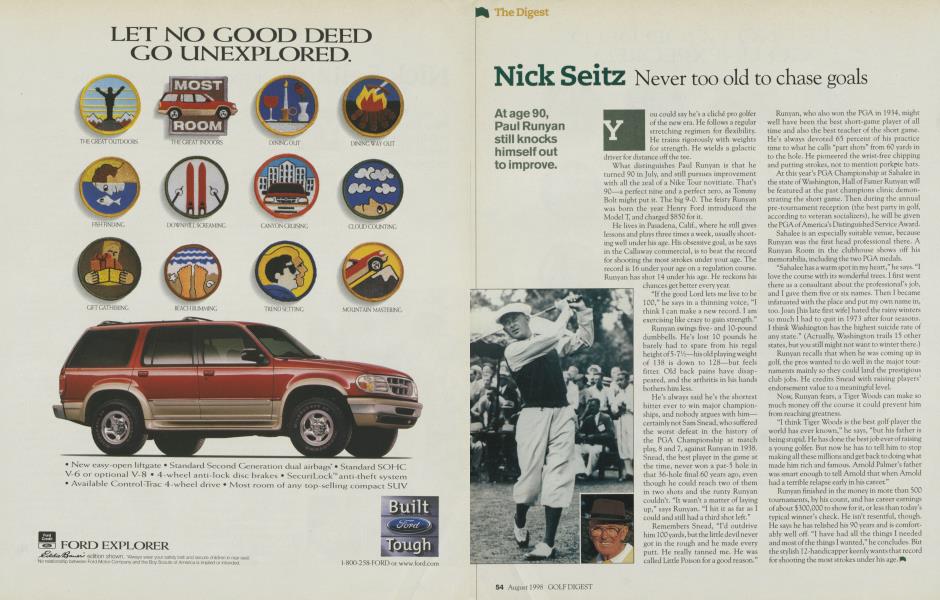 LET NO GOOD DEED
GO UNEXPLORED.
MOST
ROOM
THE GREAT OUTDOORS
THE GREAT INDOORS
DINING OUT
DINING WAY OUT
FISH FINDING
DOWNHILL SCREAMING
CANYON CRUISING
CLOUD COUNTING
GIFT GATHERING
BEACH BUMMING
TREND SETTING
MOUNTAIN MASTERING
• New easy-open liftgate • Standard Second Generation dual airbags* • Standard SOHC
V-6 or optional V-8 • 4-wheel anti-lock disc brakes • SecuriLock™ anti-theft system
• Available Control-Trac 4-wheel drive • Most room of any top-selling compact SUV
Ford Credit
FORD EXPLORER
Eddie Bauer edition shown. *Always wear your safety belt and secure children in rear seat.
No relationship between Ford Motor Company and the Boy Scouts of America is implied or intended.
Built
Ford
Tough
1-800-258-FORD or www.ford.com
The Digest
Nick Seitz Never too old to chase goals
At age 90,
Paul Runyan
still knocks
himself out
to improve.
You could say he's a cliché pro golfer
of the new era. He follows a regular
stretching regimen for flexibility.
He trains rigorously with weights
for strength. He wields a galactic
driver for distance off the tee.
What distinguishes Paul Runyan is that he
turned 90 in July, and still pursues improvement
with all the zeal of a Nike Tour novitiate. That's
90—a perfect nine and a perfect zero, as Tommy
Bolt might put it. The big 9-0. The feisty Runyan
was born the year Henry Ford introduced the
Model T, and charged $850 for it.
He lives in Pasadena, Calif., where he still gives
lessons and plays three times a week, usually shoot-
ing well under his age. His obsessive goal, as he says
in the Callaway commercial, is to beat the record
for shooting the most strokes under your age. The
record is 16 under your age on a regulation course.
Runyan has shot 14 under his age. He reckons his
chances get better every year.
"If the good Lord lets me live to be
100," he says in a thinning voice, "I
think I can make a new record. I am
exercising like crazy to gain strength."
Runyan swings five- and 10-pound
dumbbells. He's lost 10 pounds he
barely had to spare from his regal
height of 5-7½—his old playing weight
of 138 is down to 128—but feels
fitter. Old back pains have disap-
peared, and the arthritis in his hands
bothers him less.
He's always said he's the shortest
hitter ever to win major champion-
ships, and nobody argues with him—
certainly not Sam Snead, who suffered
the worst defeat in the history of
the PGA Championship at match
play, 8 and 7, against Runyan in 1938.
Snead, the best player in the game at
the time, never won a par-5 hole in
that 36-hole final 60 years ago, even
though he could reach two of them
in two shots and the runty Runyan
couldn't. "It wasn't a matter of laying
up," says Runyan. "I hit it as far as I
could and still had a third shot left."
Remembers Snead, "I'd outdrive
him 100 yards, but the little devil never
got in the rough and he made every
putt. He really tanned me. He was
called Little Poison for a good reason."
Runyan, who also won the PGA in 1934, might
well have been the best short-game player of all
time and also the best teacher of the short game.
He's always devoted 65 percent of his practice
time to what he calls "part shots" from 60 yards in
to the hole. He pioneered the wrist-free chipping
and putting strokes, not to mention porkpie hats.
At this year's PGA Championship at Sahalee in
the state of Washington, Hall of Famer Runyan will
be featured at the past champions clinic demon-
strating the short game. Then during the annual
pre-tournament reception (the best party in golf,
according to veteran socializers), he will be given
the PGA of America's Distinguished Service Award.
Sahalee is an especially suitable venue, because
Runyan was the first head professional there. A
Runyan Room in the clubhouse shows off his
memorabilia, including the two PGA medals.
"Sahalee has a warm spot in my heart," he says. "I
love the course with its wonderful trees. I first went
there as a consultant about the professional's job,
and I gave them five or six names. Then I became
infatuated with the place and put my own name in,
too. Joan [his late first wife] hated the rainy winters
so much I had to quit in 1973 after four seasons.
I think Washington has the highest suicide rate of
any state." (Actually, Washington trails 15 other
states, but you still might not want to winter there.)
Runyan recalls that when he was coming up in
golf, the pros wanted to do well in the major tour-
naments mainly so they could land the prestigious
club jobs. He credits Snead with raising players'
endorsement value to a meaningful level.
Now, Runyan fears, a Tiger Woods can make so
much money off the course it could prevent him
from reaching greatness.
"I think Tiger Woods is the best golf player the
world has ever known," he says, "but his father is
being stupid. He has done the best job ever of raising
a young golfer. But now he has to tell him to stop
making all these millions and get back to doing what
made him rich and famous. Arnold Palmer's father
was smart enough to tell Arnold that when Arnold
had a terrible relapse early in his career."
Runyan finished in the money in more than 500
tournaments, by his count, and has career earnings
of about $300,000 to show for it, or less than today's
typical winner's check. He isn't resentful, though.
He says he has relished his 90 years and is comfort-
ably well off. "I have had all the things I needed
and most of the things I wanted," he concludes. But
the stylish 12-handicapper keenly wants that record
for shooting the most strokes under his age.
54 August 1998 GOLF DIGEST